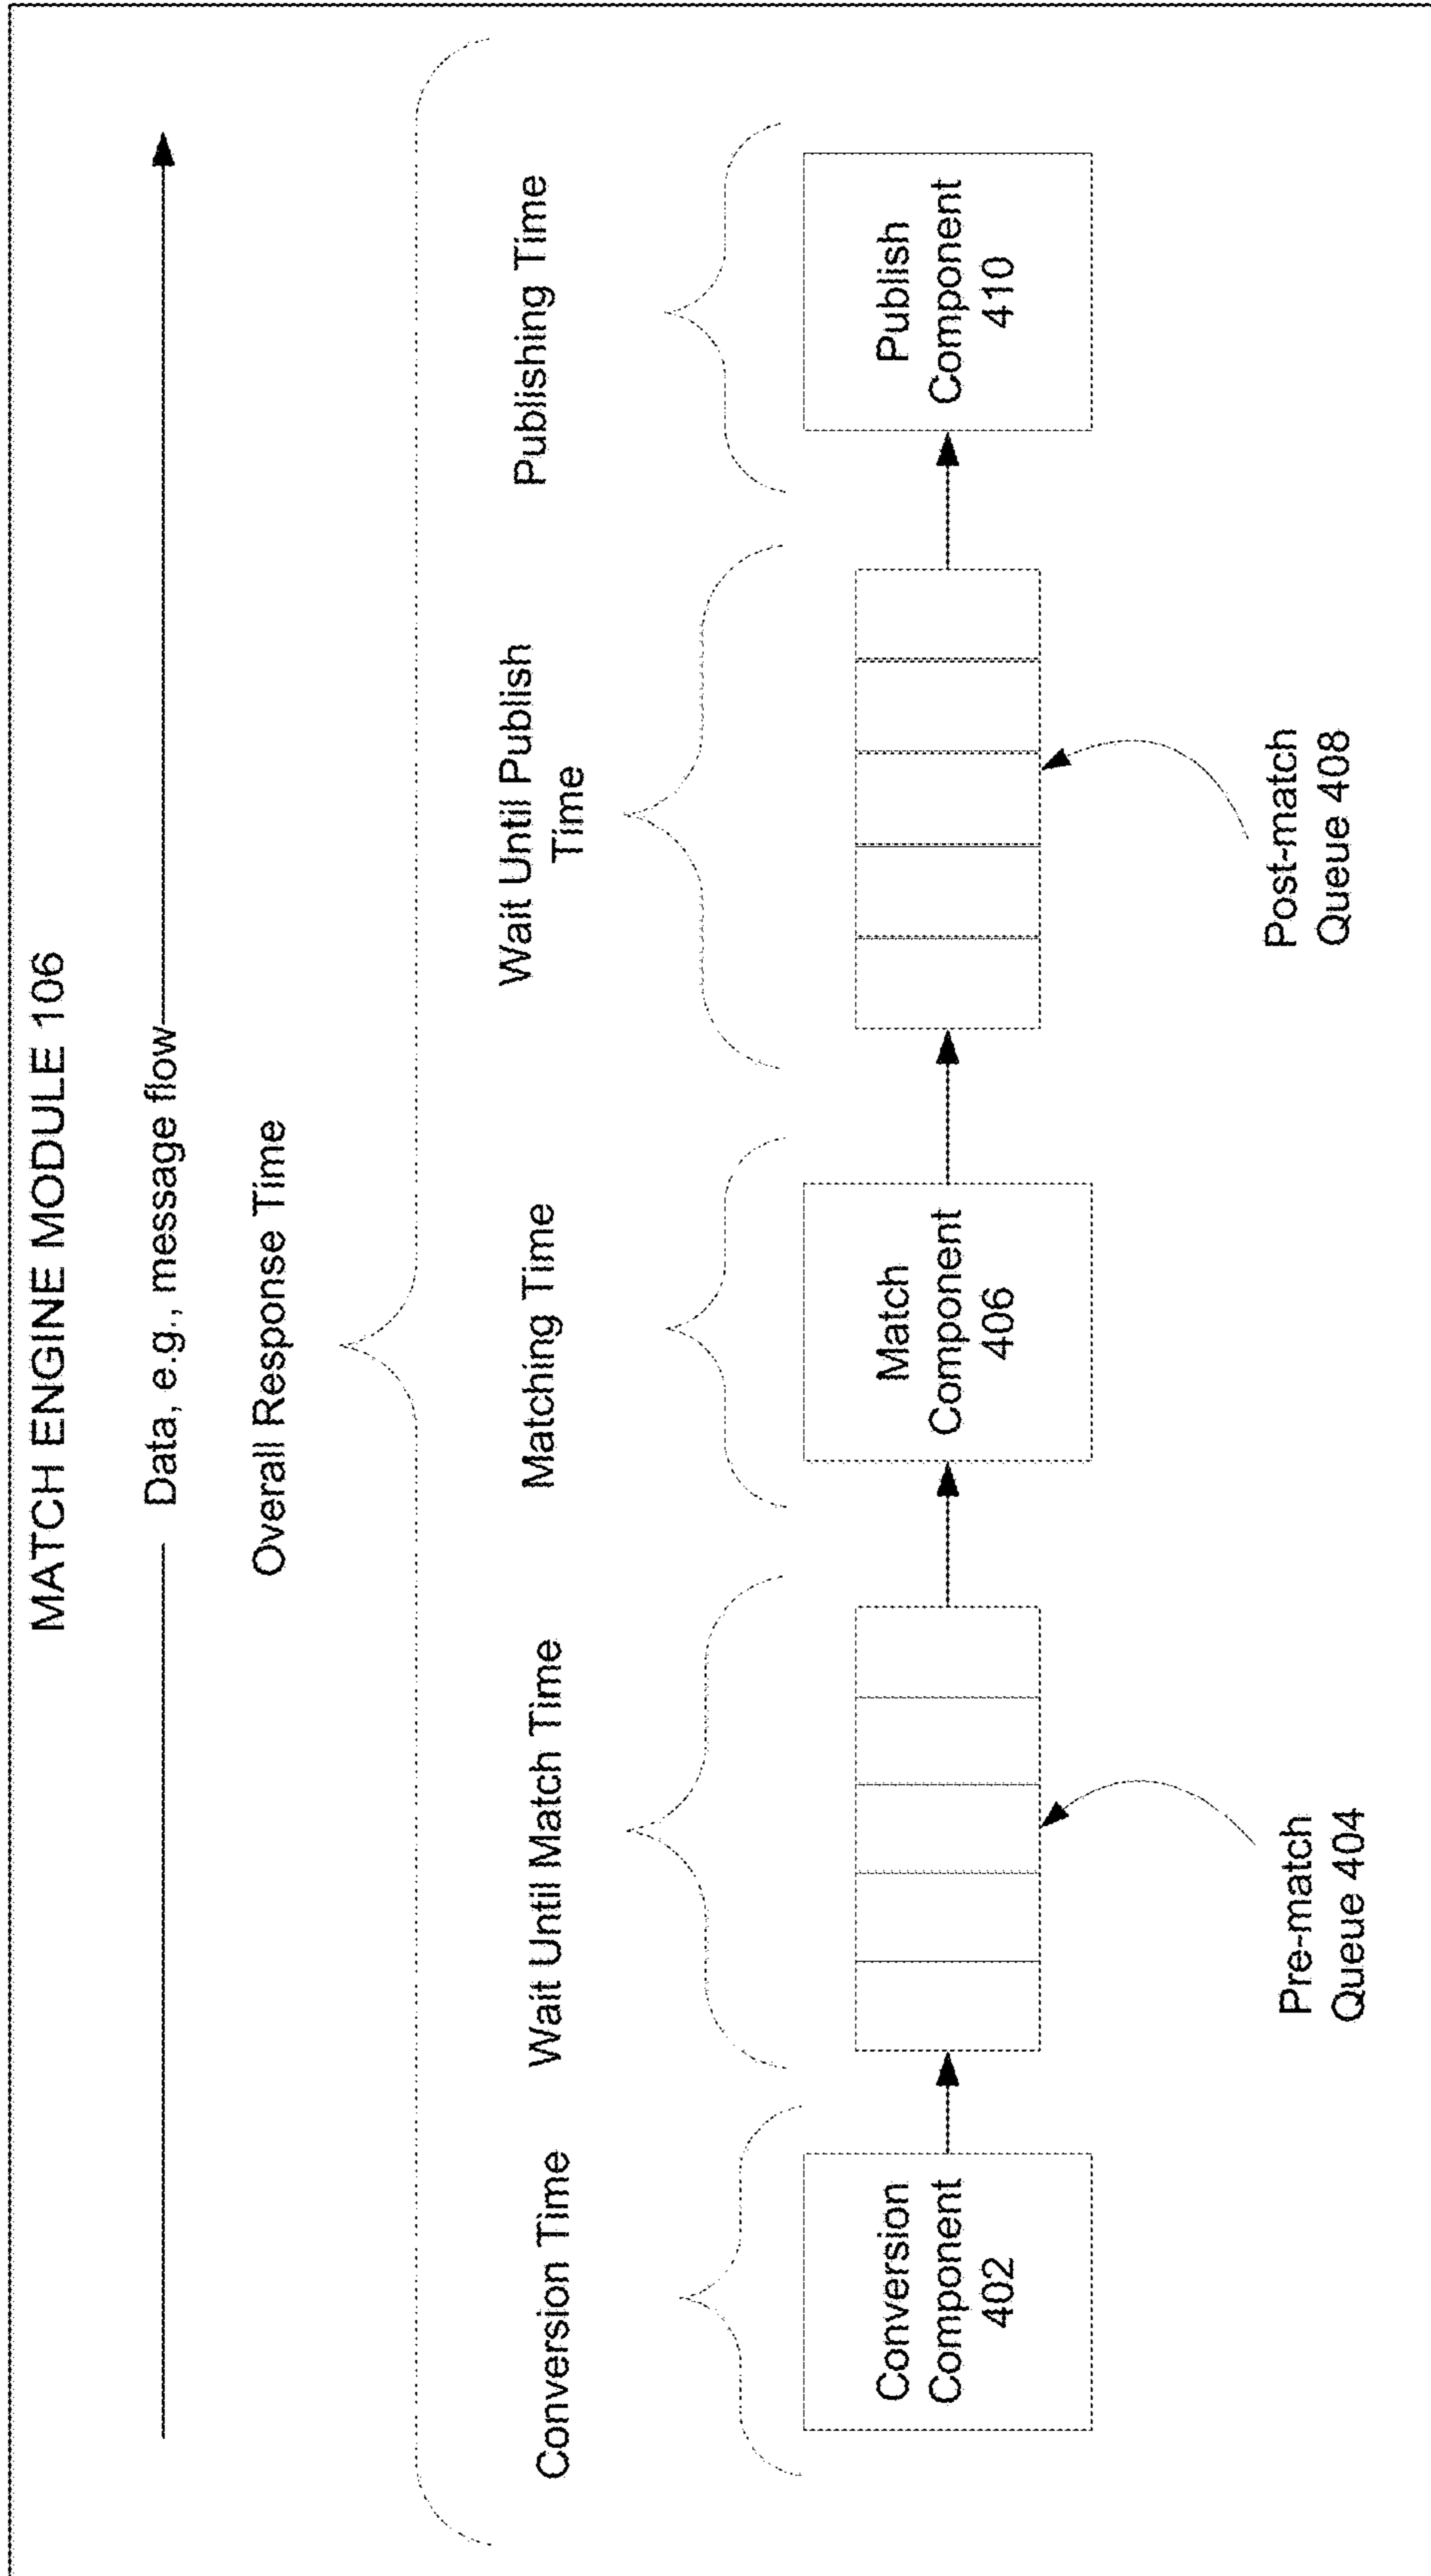 MATCH ENGINE MODULE 106
Data, e.g., message flow
Overall Response Time
Conversion Time
Wait Until Match Time
Matching Time
Wait Until Publish
Time
Publishing Time
Conversion
Component
402
Match
Component
406
Publish
Component
410
Pre-match
Queue 404
Post-match
Queue 408